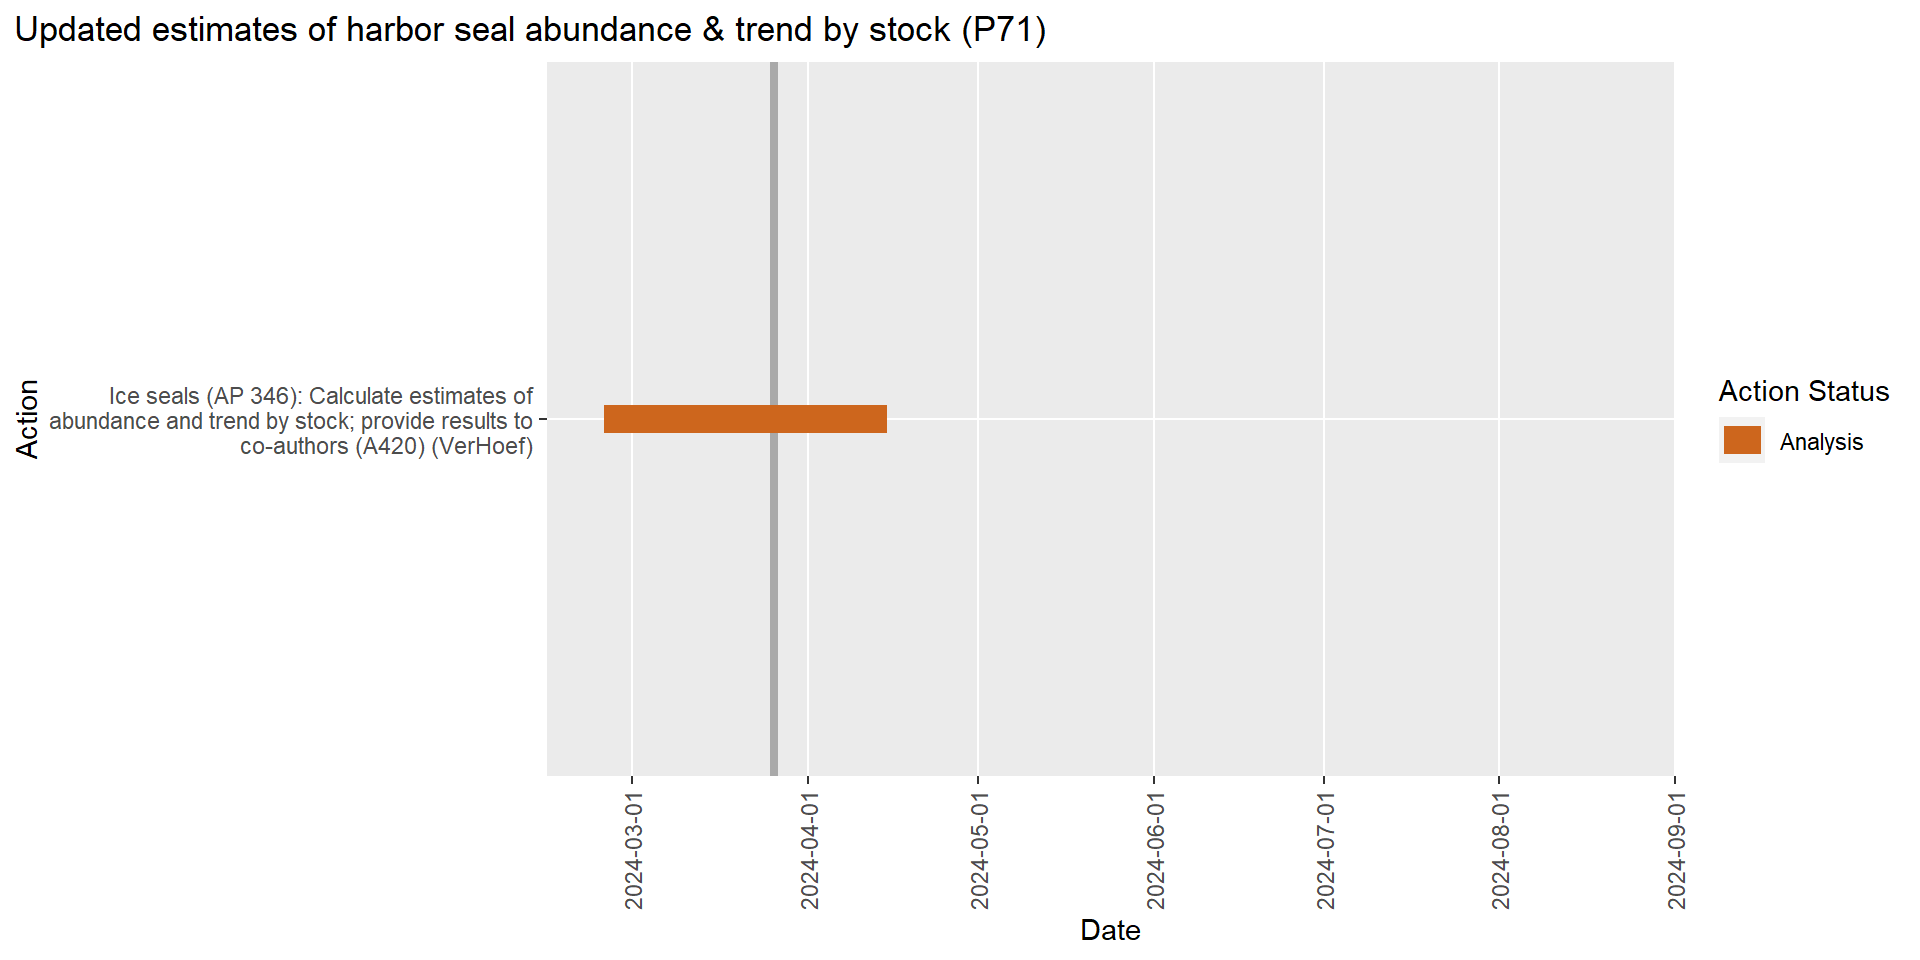 Updated estimates of harbor seal abundance & trend by stock (P71)
Action
Ice seals (AP 346): Calculate estimates of
abundance and trend by stock; provide results to
co-authors (A420) (VerHoef)
Action Status
Analysis
2024-03-01
2024-04-01
2024-05-01
2024-06-01
2024-07-01
2024-08-01
2024-09-01
Date